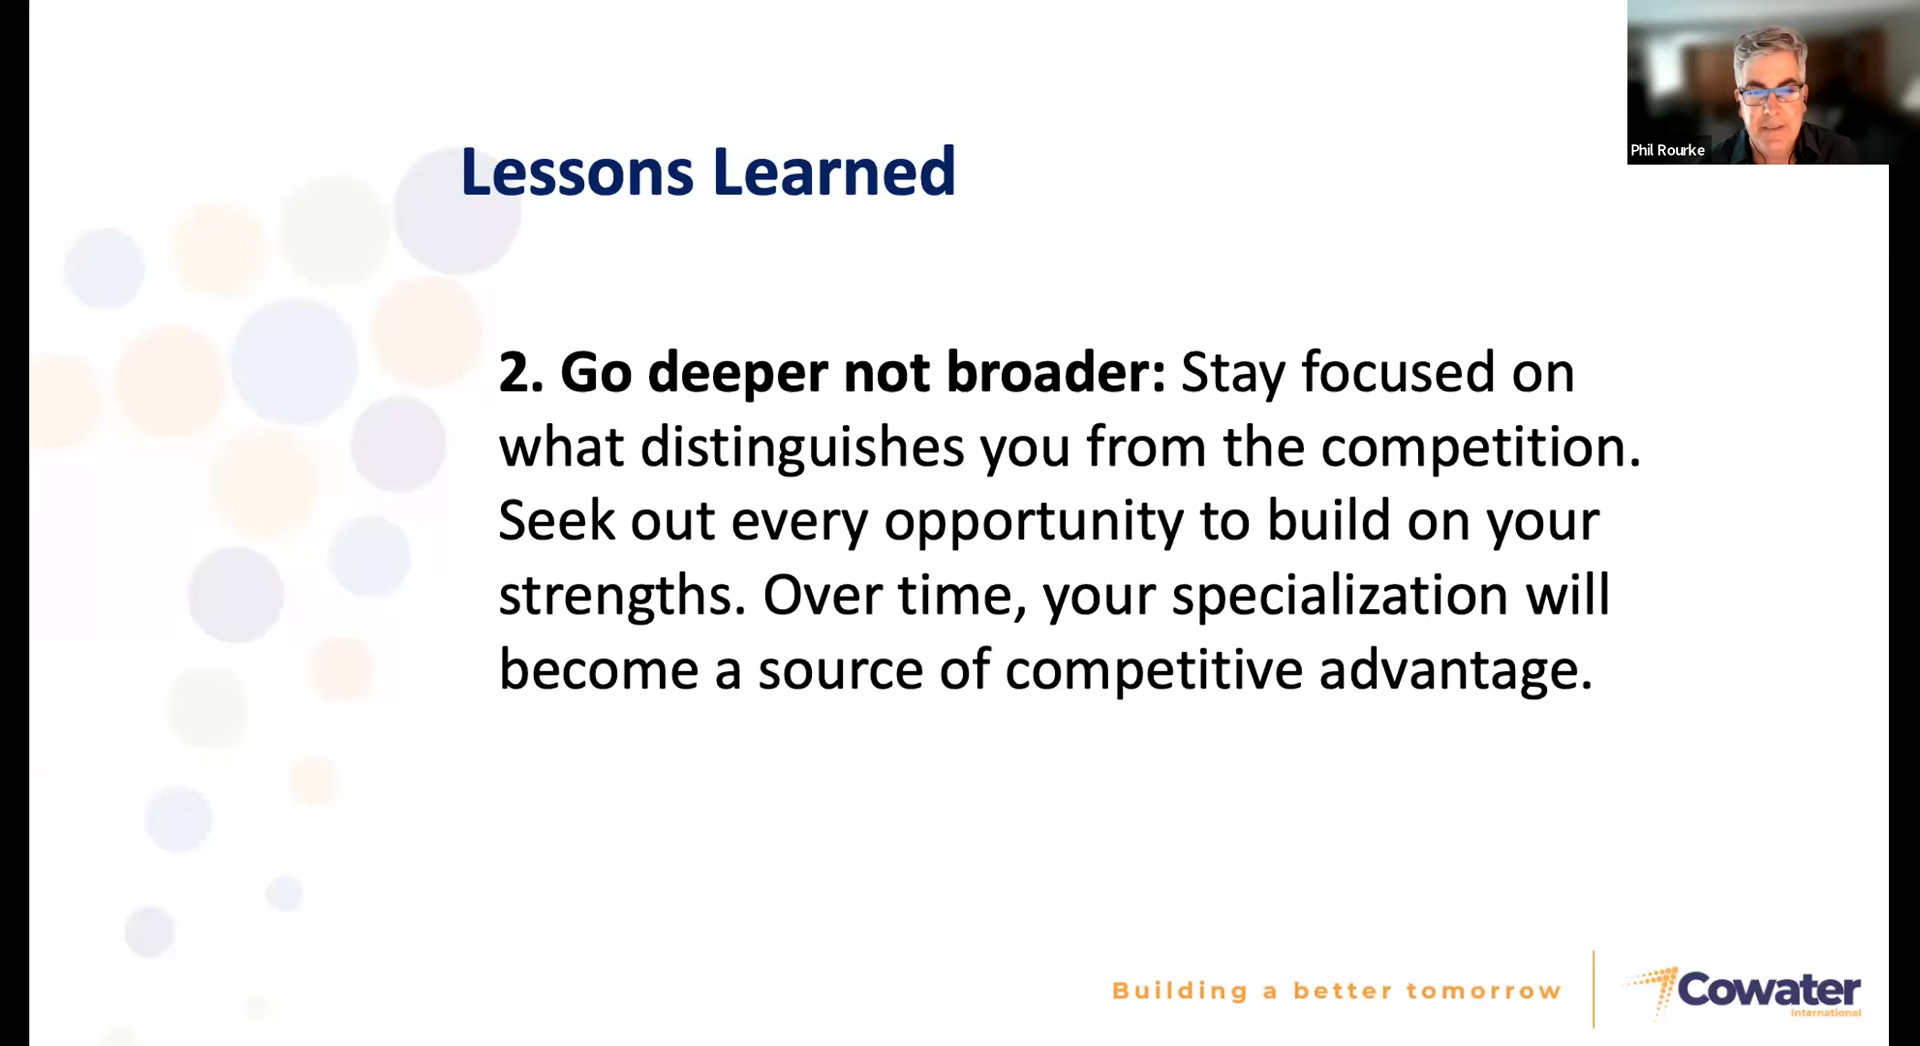 Phil Rourke
Lessons Learned
2. Go deeper not broader: Stay focused on
what distinguishes you from the competition.
Seek out every opportunity to build on your
strengths. Over time, your specialization will
become a source of competitive advantage.
Building a better tomorrow
Cowater
International